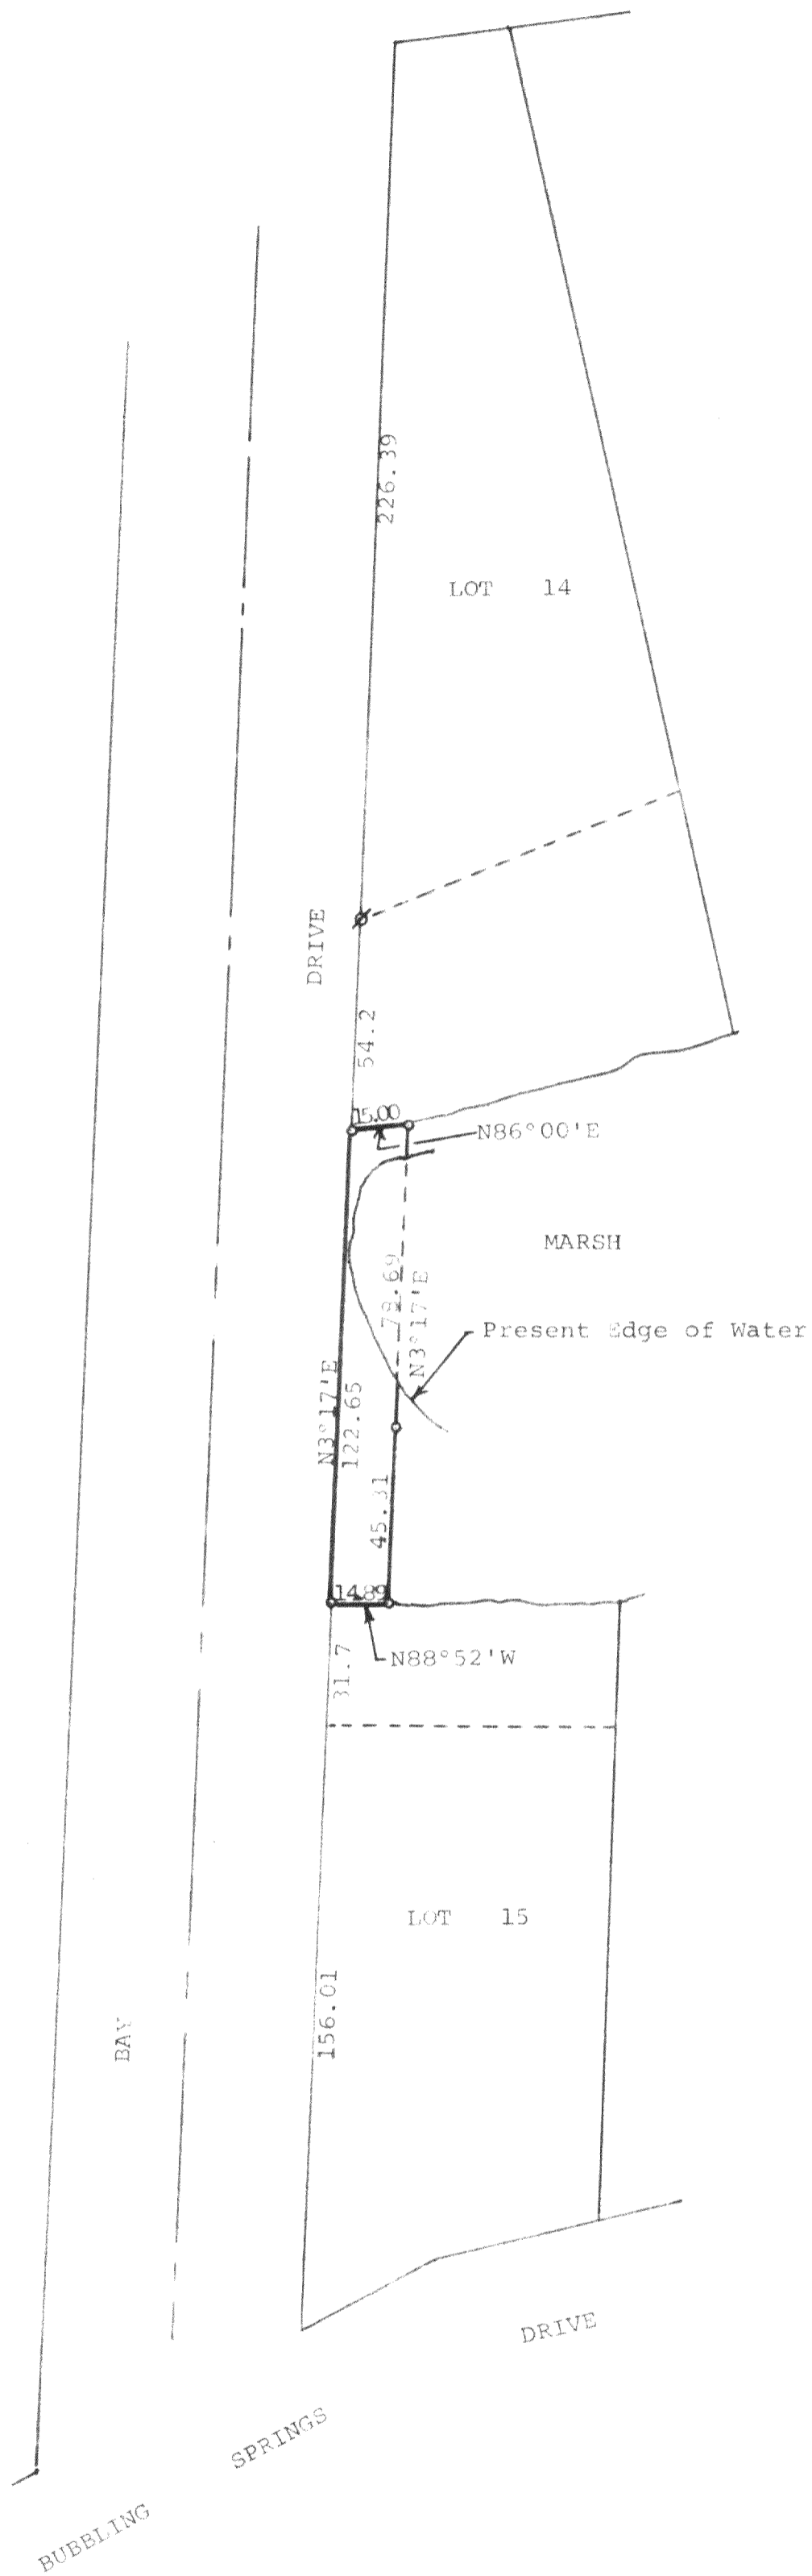 226.39
LOT 14
DRIVE
54.2
15.00
N86°00'E
MARSH
78.69
N3°17'E
Present Edge of Water
N3°17'E
122.65
45.31
14.89
N88°52'W
31.7
LOT 15
156.01
BAY
DRIVE
SPRINGS
BUBBLING